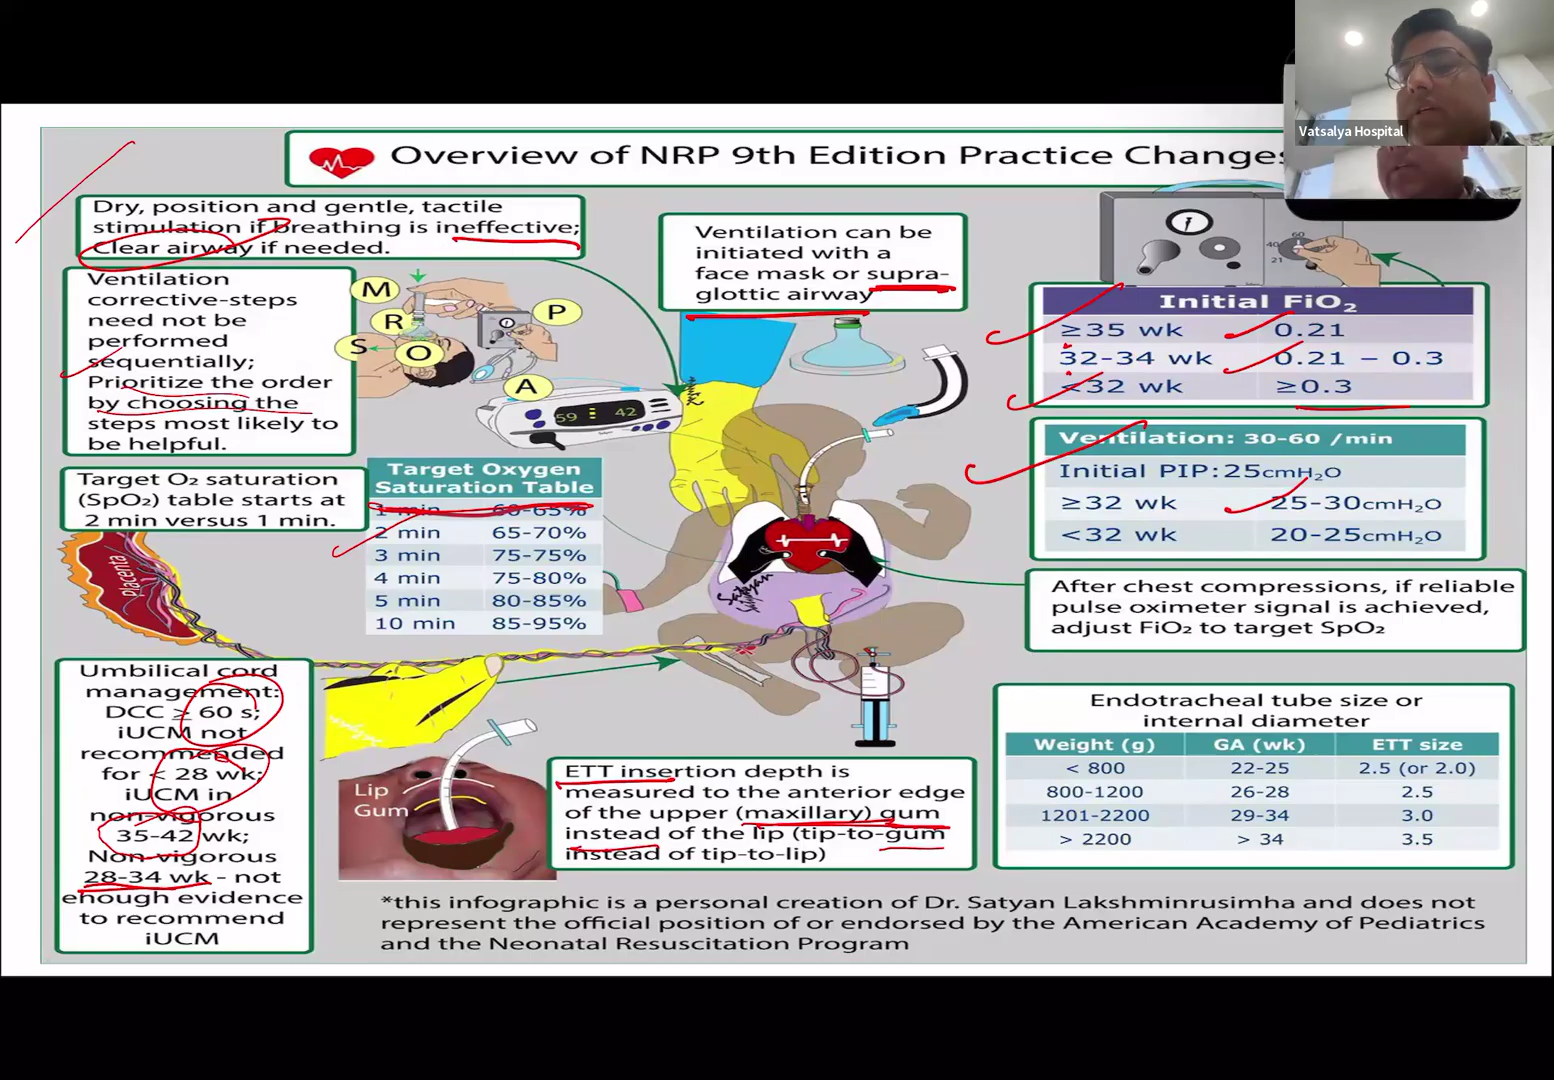 Vatsalya Hospital
Overview of NRP 9th Edition Practice Changes
Dry, position and gentle, tactile
stimulation if breathing is ineffective;
Clear airway if needed.
Ventilation
corrective-steps
need not be
performed
sequentially;
Prioritize the order
by choosing the
steps most likely to
be helpful.
M
R
P
S
O
A
59 42
Ventilation can be
initiated with a
face mask or supra-
glottic airway
60
40
21
Initial FiO₂
≥35 wk 0.21
32-34 wk 0.21 – 0.3
<32 wk ≥0.3
Ventilation: 30-60 /min
Initial PIP:25cmH₂O
≥32 wk 25-30cmH₂O
<32 wk 20-25cmH₂O
Target O₂ saturation
(SpO₂) table starts at
2 min versus 1 min.
Target Oxygen
Saturation Table
1 min 60-65%
2 min 65-70%
3 min 75-75%
4 min 75-80%
5 min 80-85%
10 min 85-95%
Placenta
Satyan
After chest compressions, if reliable
pulse oximeter signal is achieved,
adjust FiO₂ to target SpO₂
Umbilical cord
management:
DCC ≥ 60 s;
iUCM not
recommended
for < 28 wk;
iUCM in
non-vigorous
35-42 wk;
Non-vigorous
28-34 wk - not
enough evidence
to recommend
iUCM
Lip
Gum
ETT insertion depth is
measured to the anterior edge
of the upper (maxillary) gum
instead of the lip (tip-to-gum
instead of tip-to-lip)
Endotracheal tube size or
internal diameter
Weight (g) GA (wk) ETT size
< 800 22-25 2.5 (or 2.0)
800-1200 26-28 2.5
1201-2200 29-34 3.0
> 2200 > 34 3.5
*this infographic is a personal creation of Dr. Satyan Lakshminrusimha and does not
represent the official position of or endorsed by the American Academy of Pediatrics
and the Neonatal Resuscitation Program